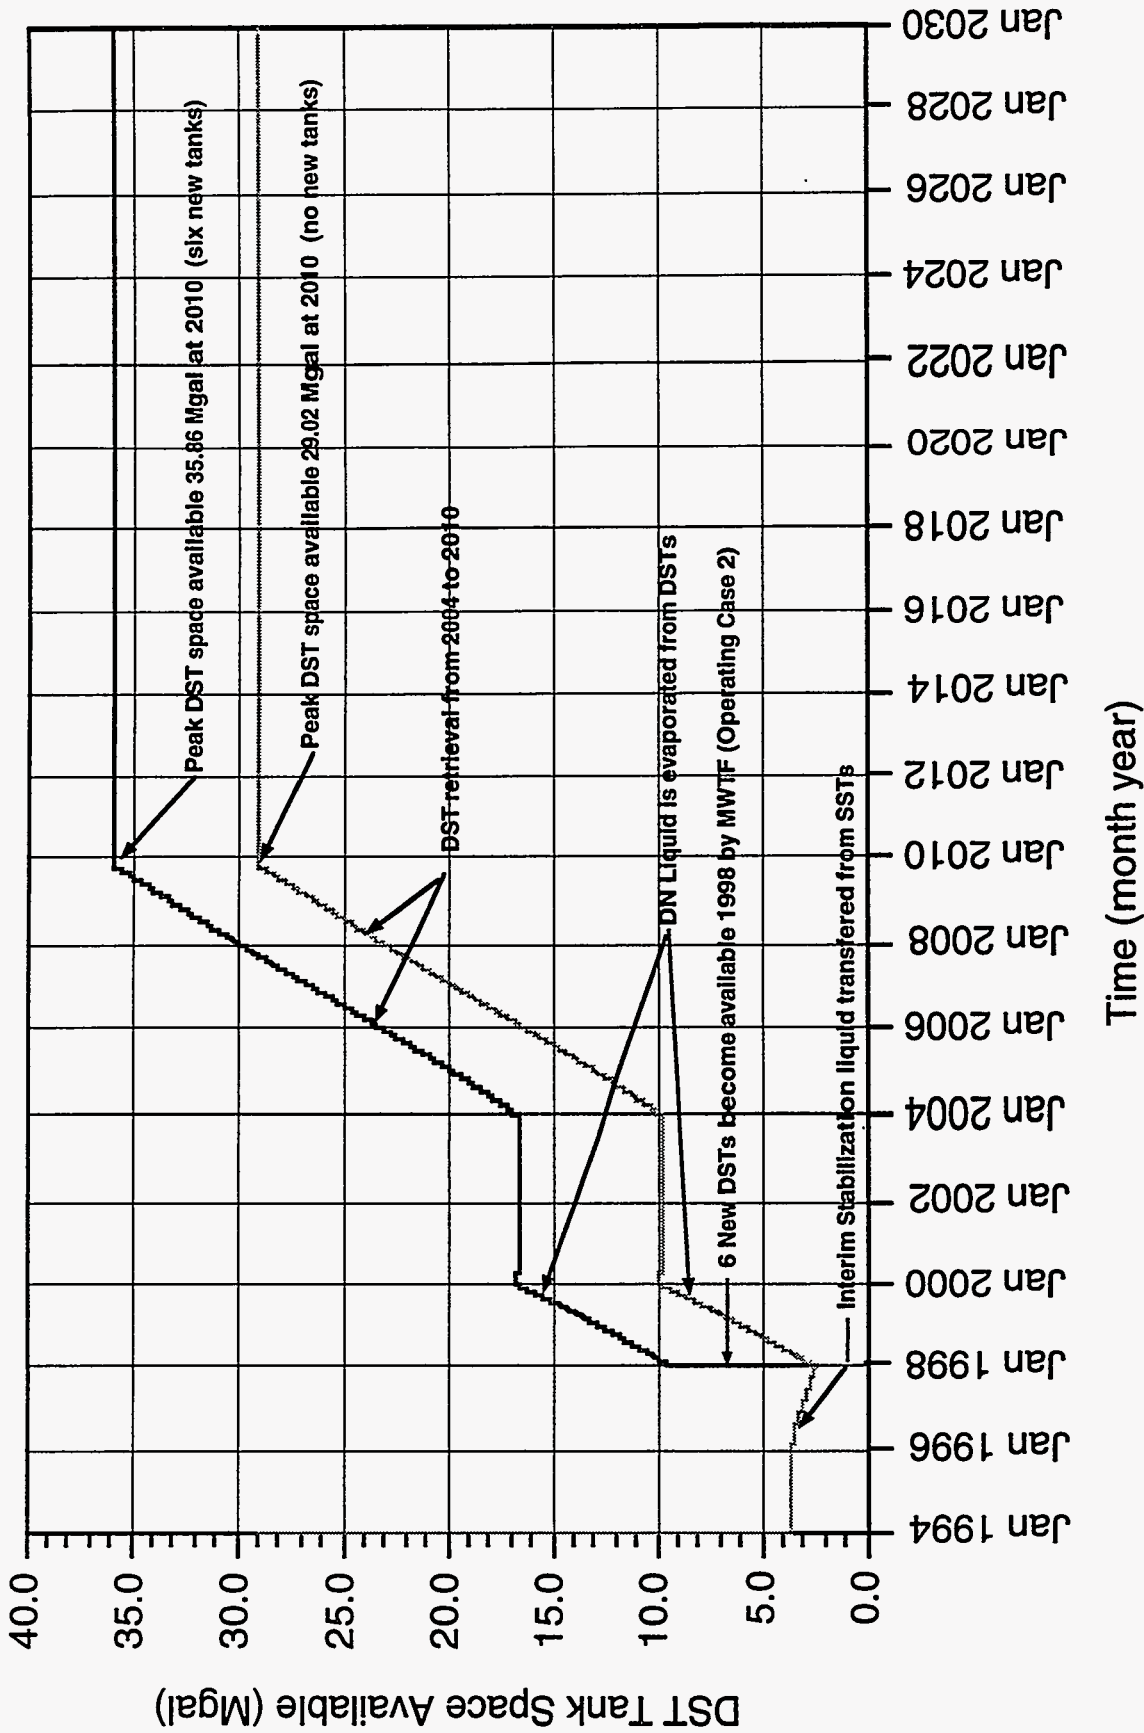 DST Tank Space Available (Mgal)
40.0
35.0
30.0
25.0
20.0
15.0
10.0
5.0
0.0
Peak DST space available 35.86 Mgal at 2010 (six new tanks)
Peak DST space available 29.02 Mgal at 2010 (no new tanks)
DST retrieval from 2004 to 2010
DN Liquid is evaporated from DSTs
6 New DSTs become available 1998 by MWTF (Operating Case 2)
Interim Stabilization liquid transfered from SSTs
Jan 1994
Jan 1996
Jan 1998
Jan 2000
Jan 2002
Jan 2004
Jan 2006
Jan 2008
Jan 2010
Jan 2012
Jan 2014
Jan 2016
Jan 2018
Jan 2020
Jan 2022
Jan 2024
Jan 2026
Jan 2028
Jan 2030
Time (month year)